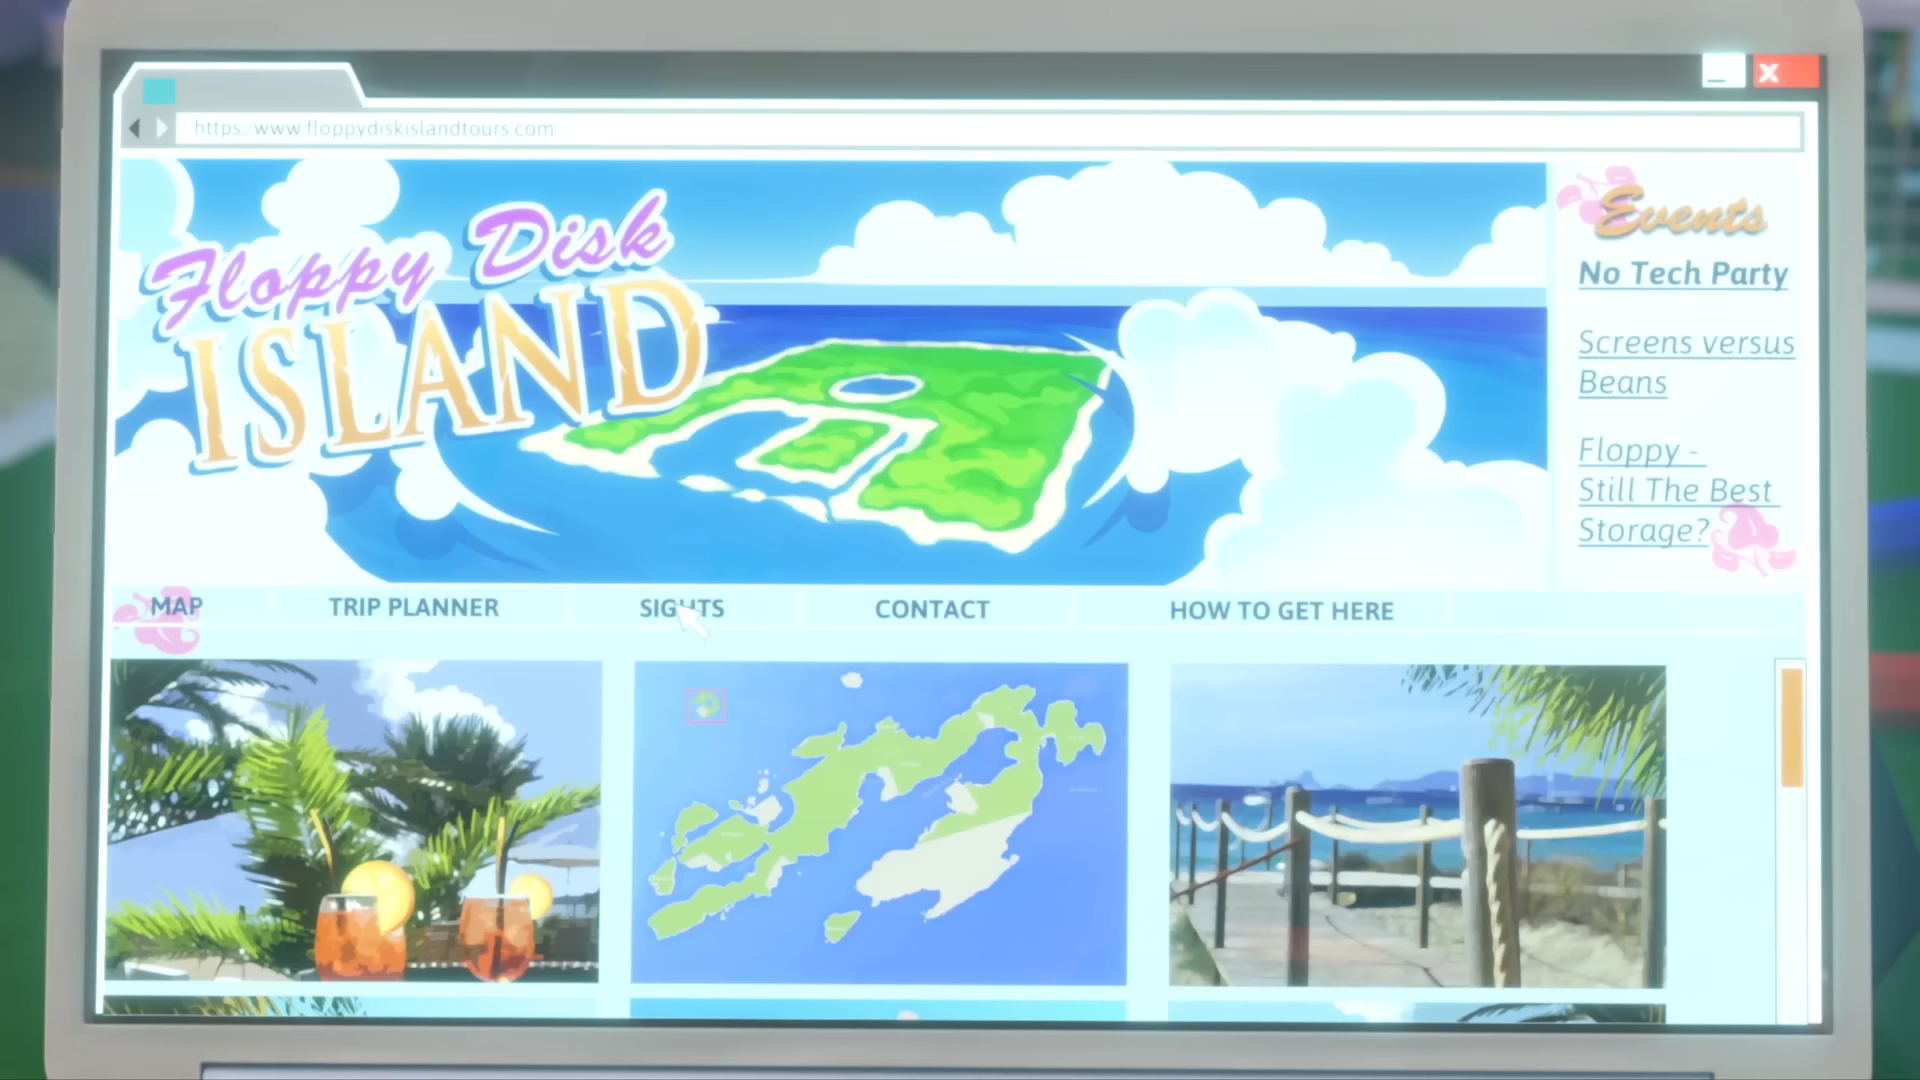 https:/www.floppydiskislandtours.com
Floppy Disk
ISLAND
Events
No Tech Party
Screens versus
Beans
Floppy -
Still The Best
Storage?
MAP
TRIP PLANNER
SIGHTS
CONTACT
HOW TO GET HERE